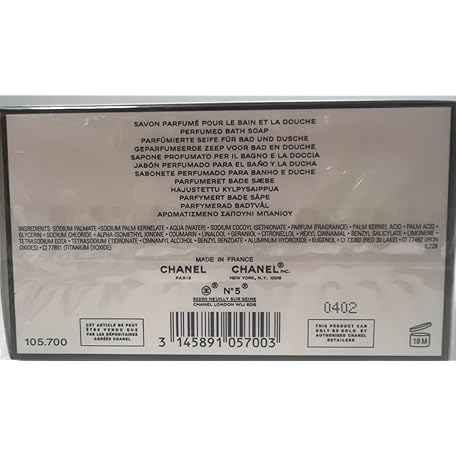 SAVON PARFUMÉ POUR LE BAIN ET LA DOUCHE
PERFUMED BATH SOAP
PARFÜMIERTE SEIFE FÜR BAD UND DUSCHE
GEPARFUMEERDE ZEEP VOOR BAD EN DOUCHE
SAPONE PROFUMATO PER IL BAGNO E LA DOCCIA
JABÓN PERFUMADO PARA EL BAÑO Y LA DUCHA
SABONETE PERFUMADO PARA BANHO E DUCHE
PARFUMERET BADE SÆBE
HAJUSTETTU KYLPYSAIPPUA
PARFYMERT BADE SÅPE
PARFYMERAD BADTVÅL
ΑΡΩΜΑΤΙΣΜΕΝΟ ΣΑΠΟΥΝΙ ΜΠΑΝΙΟΥ
INGREDIENTS: SODIUM PALMATE • SODIUM PALM KERNELATE • AQUA (WATER) • SODIUM COCOYL ISETHIONATE • PARFUM (FRAGRANCE) • PALM KERNEL ACID • PALM ACID •
GLYCERIN • SODIUM CHLORIDE • ALPHA-ISOMETHYL IONONE • COUMARIN • LINALOOL • GERANIOL • CITRONELLOL • HEXYL CINNAMAL • BENZYL SALICYLATE • LIMONENE •
TETRASODIUM EDTA • TETRASODIUM ETIDRONATE • CINNAMYL ALCOHOL • BENZYL BENZOATE • ALUMINUM HYDROXIDE • EUGENOL • CI 73360 (RED 30 LAKE) • CI 77492 (IRON
OXIDES) • CI 77891 (TITANIUM DIOXIDE)
MADE IN FRANCE
CHANEL CHANEL INC.
PARIS NEW YORK, N.Y. 10019
N°5
92200 NEUILLY SUR SEINE
CHANEL LONDON W1J 6DG
0402
CET ARTICLE NE PEUT
ÊTRE VENDU QUE
PAR LES DÉPOSITAIRES
AGRÉÉS CHANEL
THIS PRODUCT CAN
ONLY BE SOLD BY
AUTHORISED CHANEL
RETAILERS
18 M
105.700
3 145891 057003